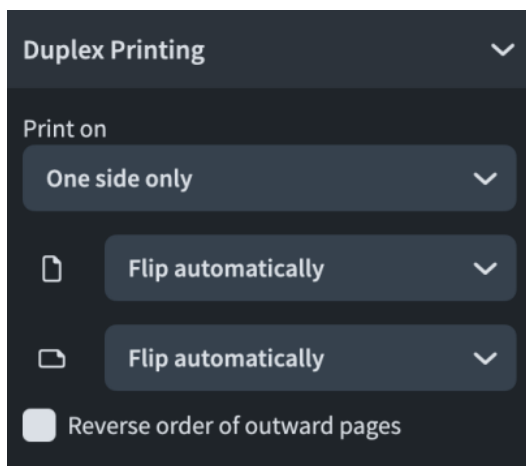 Duplex Printing
Print on
One side only
Flip automatically
Flip automatically
Reverse order of outward pages